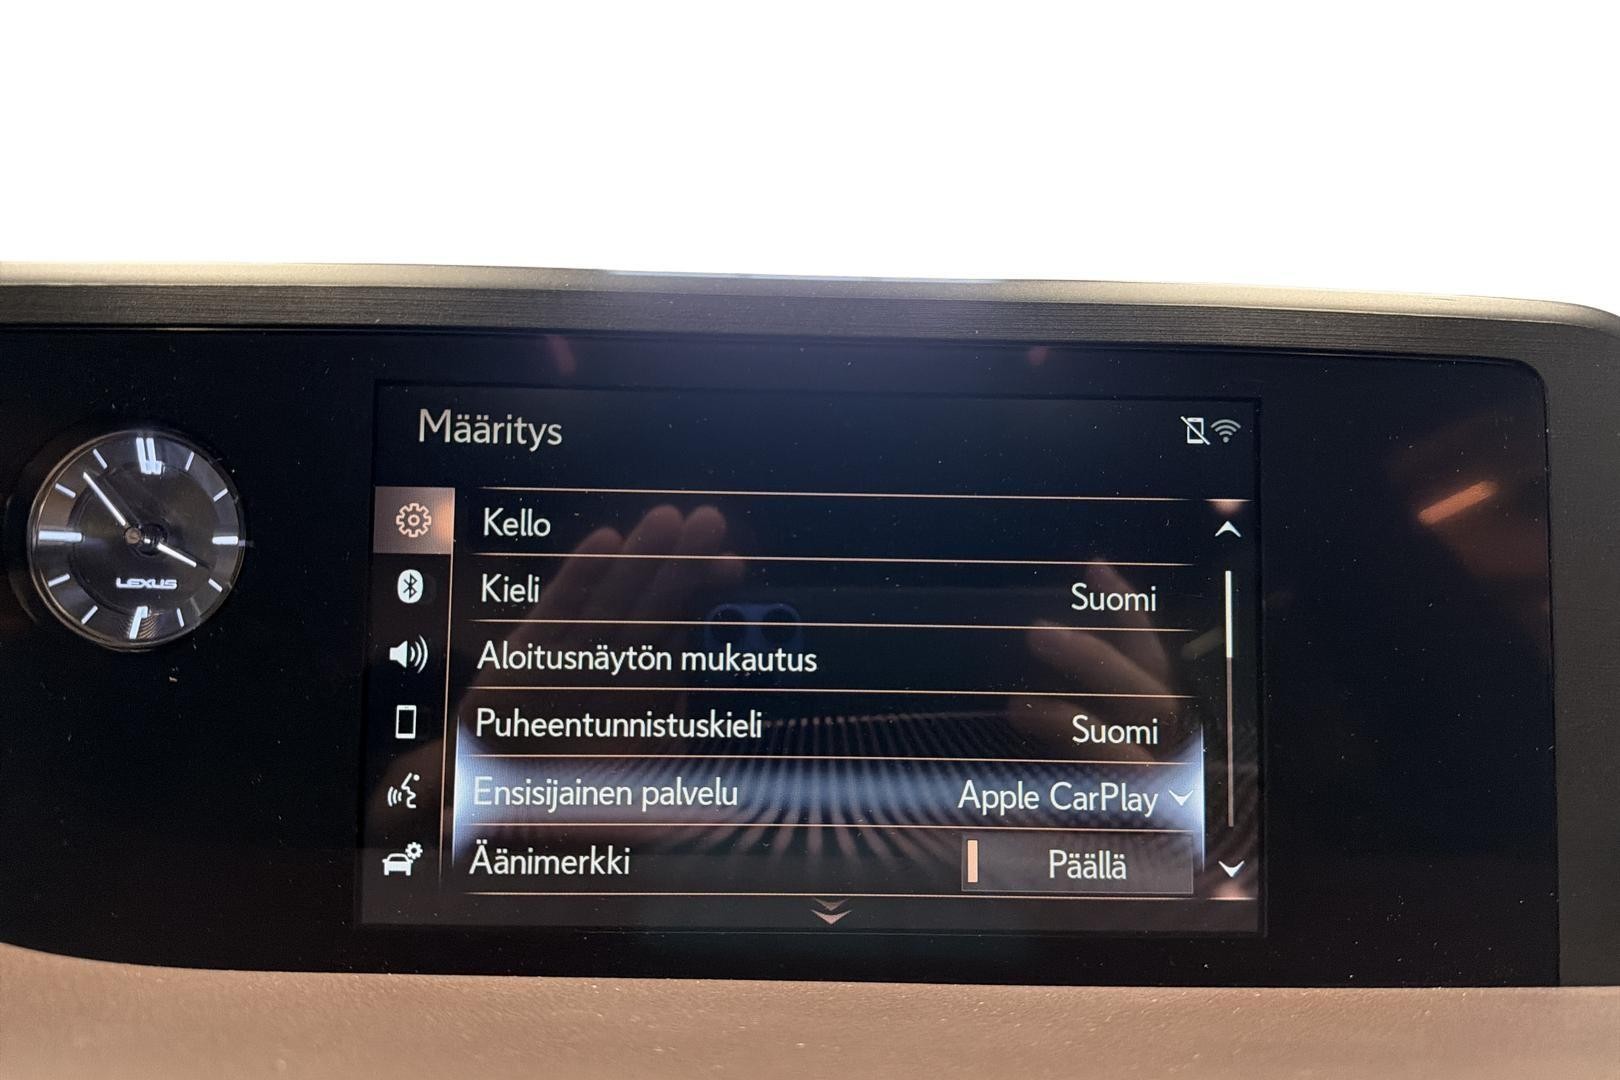 Määritys
LEXUS
Kello
Kieli Suomi
Aloitusnäytön mukautus
Puheentunnistuskieli Suomi
Ensisijainen palvelu Apple CarPlay
Äänimerkki Päällä